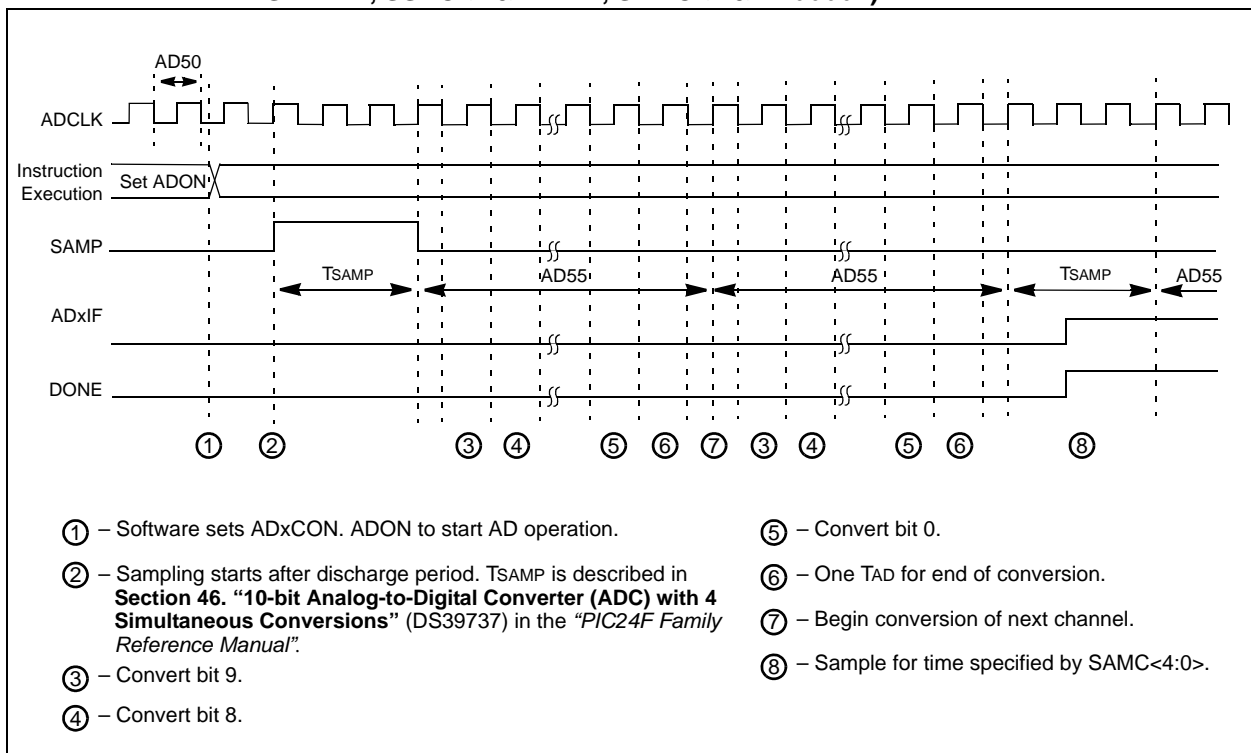 AD50
ADCLK
Instruction
Execution
Set ADON
SAMP
TSAMP
AD55
AD55
TSAMP
AD55
ADxIF
DONE
1 2 3 4 5 6 7 3 4 5 6 8
1 – Software sets ADxCON. ADON to start AD operation.
2 – Sampling starts after discharge period. TSAMP is described in
Section 46. “10-bit Analog-to-Digital Converter (ADC) with 4
Simultaneous Conversions” (DS39737) in the “PIC24F Family
Reference Manual”.
3 – Convert bit 9.
4 – Convert bit 8.
5 – Convert bit 0.
6 – One TAD for end of conversion.
7 – Begin conversion of next channel.
8 – Sample for time specified by SAMC<4:0>.